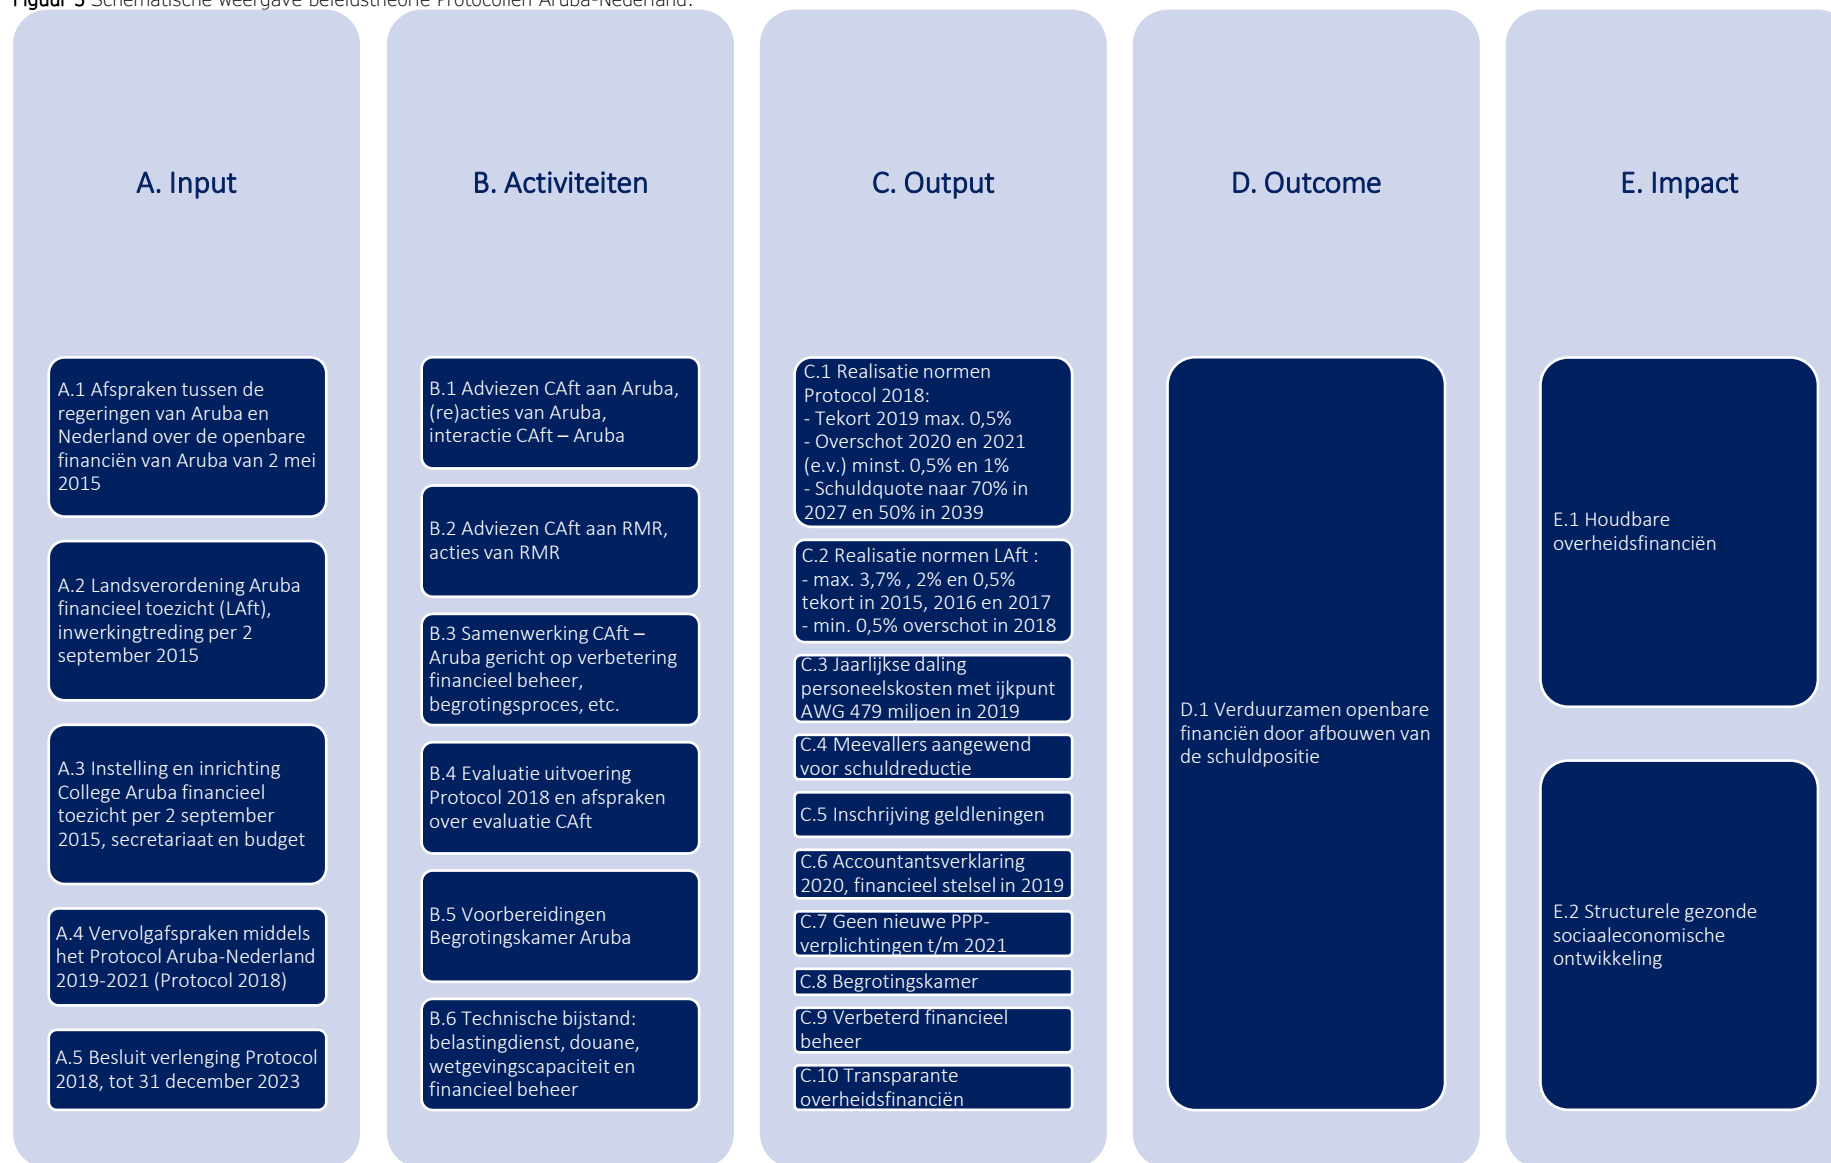 Figuur 3 Schematische weergave beleidstheorie Protocollen Aruba-Nederland.
A. Input
A.1 Afspraken tussen de
regeringen van Aruba en
Nederland over de openbare
financiën van Aruba van 2 mei
2015
A.2 Landsverordening Aruba
financieel toezicht (LAft),
inwerkingtreding per 2
september 2015
A.3 Instelling en inrichting
College Aruba financieel
toezicht per 2 september
2015, secretariaat en budget
A.4 Vervolgafspraken middels
het Protocol Aruba-Nederland
2019-2021 (Protocol 2018)
A.5 Besluit verlenging Protocol
2018, tot 31 december 2023
B. Activiteiten
B.1 Adviezen CAft aan Aruba,
(re)acties van Aruba,
interactie CAft – Aruba
B.2 Adviezen CAft aan RMR,
acties van RMR
B.3 Samenwerking CAft –
Aruba gericht op verbetering
financieel beheer,
begrotingsproces, etc.
B.4 Evaluatie uitvoering
Protocol 2018 en afspraken
over evaluatie CAft
B.5 Voorbereidingen
Begrotingskamer Aruba
B.6 Technische bijstand:
belastingdienst, douane,
wetgevingscapaciteit en
financieel beheer
C. Output
C.1 Realisatie normen
Protocol 2018:
- Tekort 2019 max. 0,5%
- Overschot 2020 en 2021
(e.v.) minst. 0,5% en 1%
- Schuldquote naar 70% in
2027 en 50% in 2039
C.2 Realisatie normen LAft :
- max. 3,7% , 2% en 0,5%
tekort in 2015, 2016 en 2017
- min. 0,5% overschot in 2018
C.3 Jaarlijkse daling
personeelskosten met ijkpunt
AWG 479 miljoen in 2019
C.4 Meevallers aangewend
voor schuldreductie
C.5 Inschrijving geldleningen
C.6 Accountantsverklaring
2020, financieel stelsel in 2019
C.7 Geen nieuwe PPP-
verplichtingen t/m 2021
C.8 Begrotingskamer
C.9 Verbeterd financieel
beheer
C.10 Transparante
overheidsfinanciën
D. Outcome
D.1 Verduurzamen openbare
financiën door afbouwen van
de schuldpositie
E. Impact
E.1 Houdbare
overheidsfinanciën
E.2 Structurele gezonde
sociaaleconomische
ontwikkeling